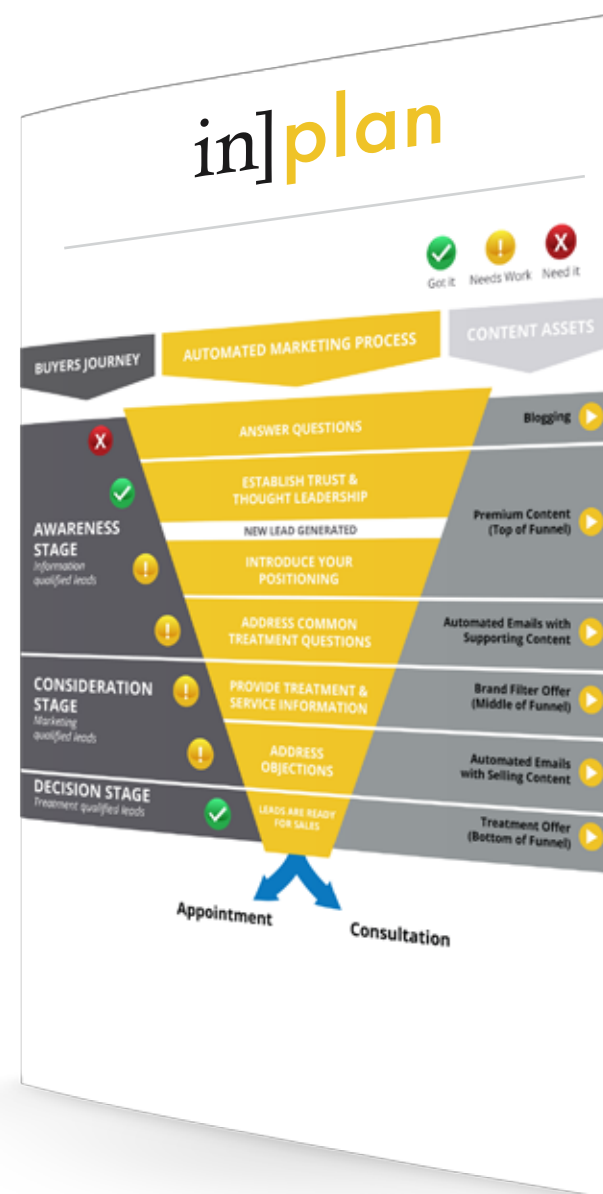 in]plan
Got it
Needs Work
Need it
BUYERS JOURNEY
AUTOMATED MARKETING PROCESS
CONTENT ASSETS
ANSWER QUESTIONS
Blogging
ESTABLISH TRUST &
THOUGHT LEADERSHIP
NEW LEAD GENERATED
Premium Content
(Top of Funnel)
AWARENESS
STAGE
Information
qualified leads
INTRODUCE YOUR
POSITIONING
ADDRESS COMMON
TREATMENT QUESTIONS
Automated Emails with
Supporting Content
CONSIDERATION
STAGE
Marketing
qualified leads
PROVIDE TREATMENT &
SERVICE INFORMATION
Brand Filter Offer
(Middle of Funnel)
ADDRESS
OBJECTIONS
Automated Emails
with Selling Content
DECISION STAGE
Treatment qualified leads
LEADS ARE READY
FOR SALES
Treatment Offer
(Bottom of Funnel)
Appointment
Consultation